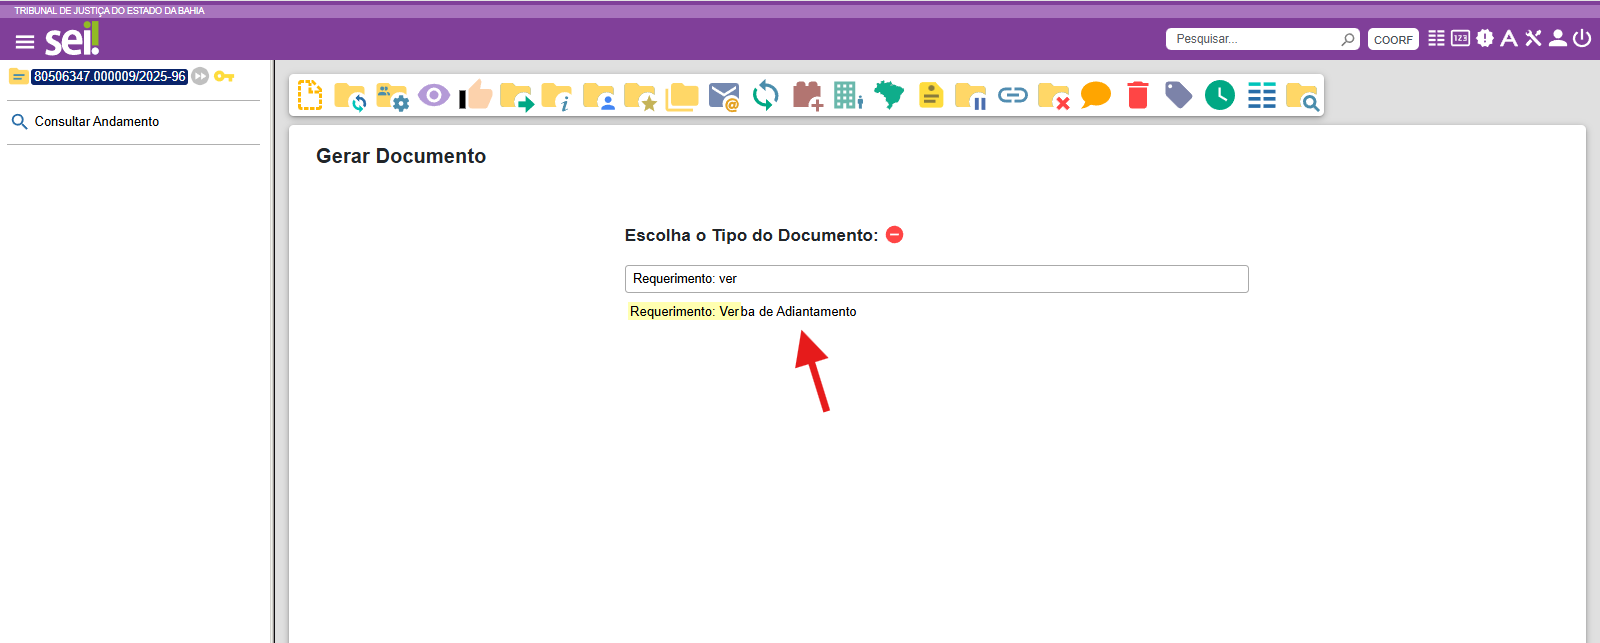 TRIBUNAL DE JUSTIÇA DO ESTADO DA BAHIA
sei!
Pesquisar...
COORF
123
80506347.000009/2025-96
Consultar Andamento
Gerar Documento
Escolha o Tipo do Documento:
Requerimento: ver
Requerimento: Verba de Adiantamento